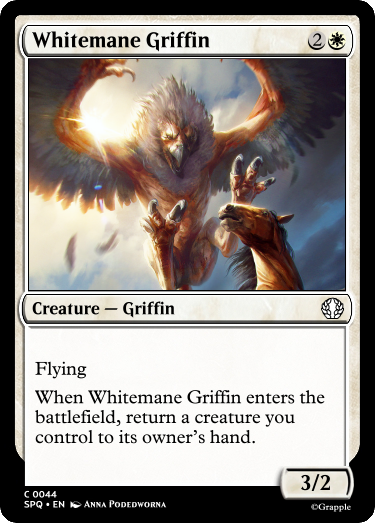 Whitemane Griffin 2
Creature — Griffin
Flying
When Whitemane Griffin enters the
battlefield, return a creature you
control to its owner's hand.
3/2
C 0044
SPQ • EN Anna Podedworna
©Grapple